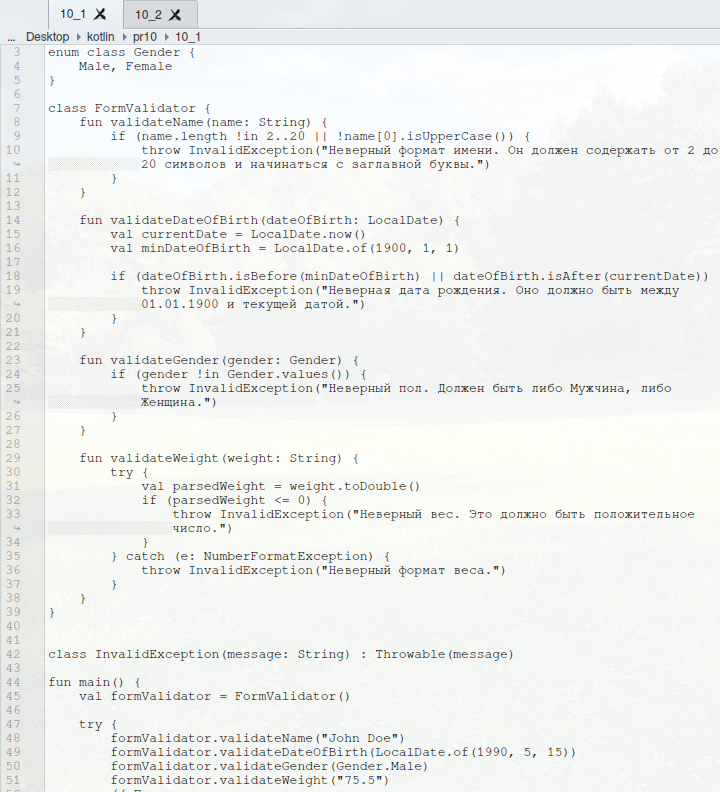 10_1
10_2
... Desktop kotlin pr10 10_1
3 enum class Gender {
4     Male, Female
5 }
6
7 class FormValidator {
8     fun validateName(name: String) {
9         if (name.length !in 2..20 || !name[0].isUpperCase()) {
10             throw InvalidException("Неверный формат имени. Он должен содержать от 2 до
20 символов и начинаться с заглавной буквы.")
11         }
12     }
13
14     fun validateDateOfBirth(dateOfBirth: LocalDate) {
15         val currentDate = LocalDate.now()
16         val minDateOfBirth = LocalDate.of(1900, 1, 1)
17
18         if (dateOfBirth.isBefore(minDateOfBirth) || dateOfBirth.isAfter(currentDate))
19             throw InvalidException("Неверная дата рождения. Оно должно быть между
01.01.1900 и текущей датой.")
20         }
21     }
22
23     fun validateGender(gender: Gender) {
24         if (gender !in Gender.values()) {
25             throw InvalidException("Неверный пол. Должен быть либо Мужчина, либо
Женщина.")
26         }
27     }
28
29     fun validateWeight(weight: String) {
30         try {
31             val parsedWeight = weight.toDouble()
32             if (parsedWeight <= 0) {
33                 throw InvalidException("Неверный вес. Это должно быть положительное
число.")
34             }
35         } catch (e: NumberFormatException) {
36             throw InvalidException("Неверный формат веса.")
37         }
38     }
39 }
40
41
42 class InvalidException(message: String) : Throwable(message)
43
44 fun main() {
45     val formValidator = FormValidator()
46
47     try {
48         formValidator.validateName("John Doe")
49         formValidator.validateDateOfBirth(LocalDate.of(1990, 5, 15))
50         formValidator.validateGender(Gender.Male)
51         formValidator.validateWeight("75.5")